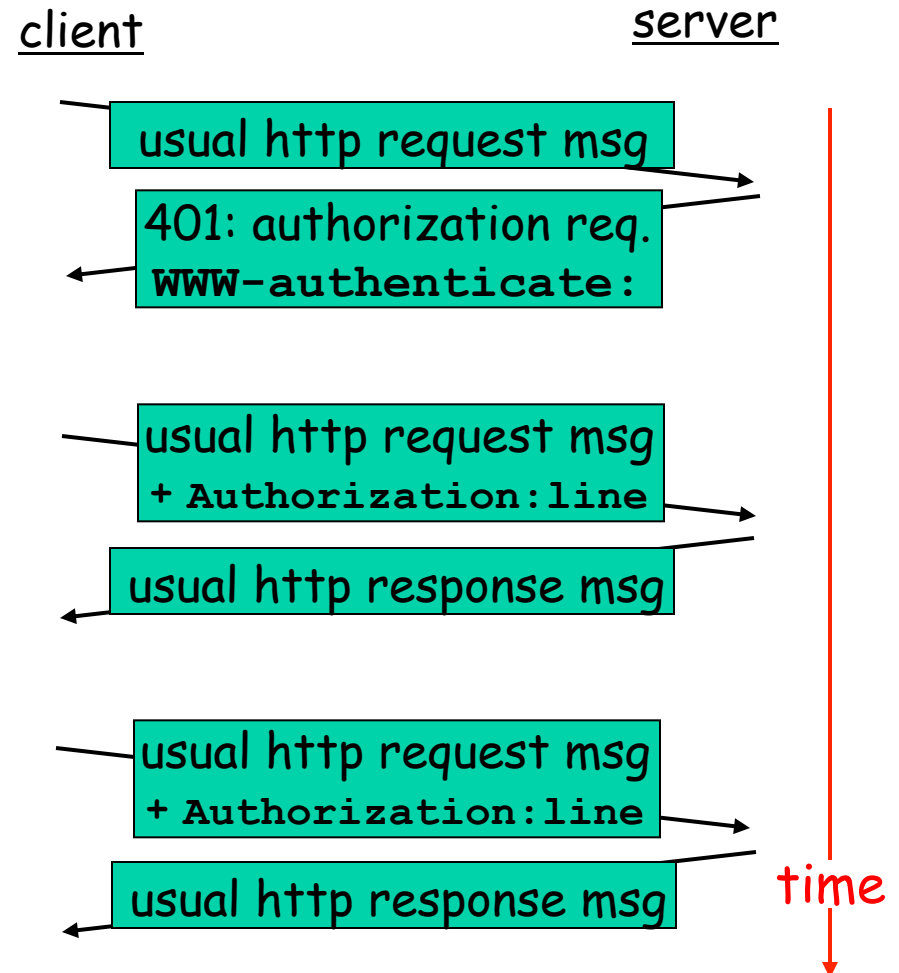 client
server
usual http request msg
401: authorization req.
WWW-authenticate:
usual http request msg
+ Authorization:line
usual http response msg
usual http request msg
+ Authorization:line
usual http response msg
time